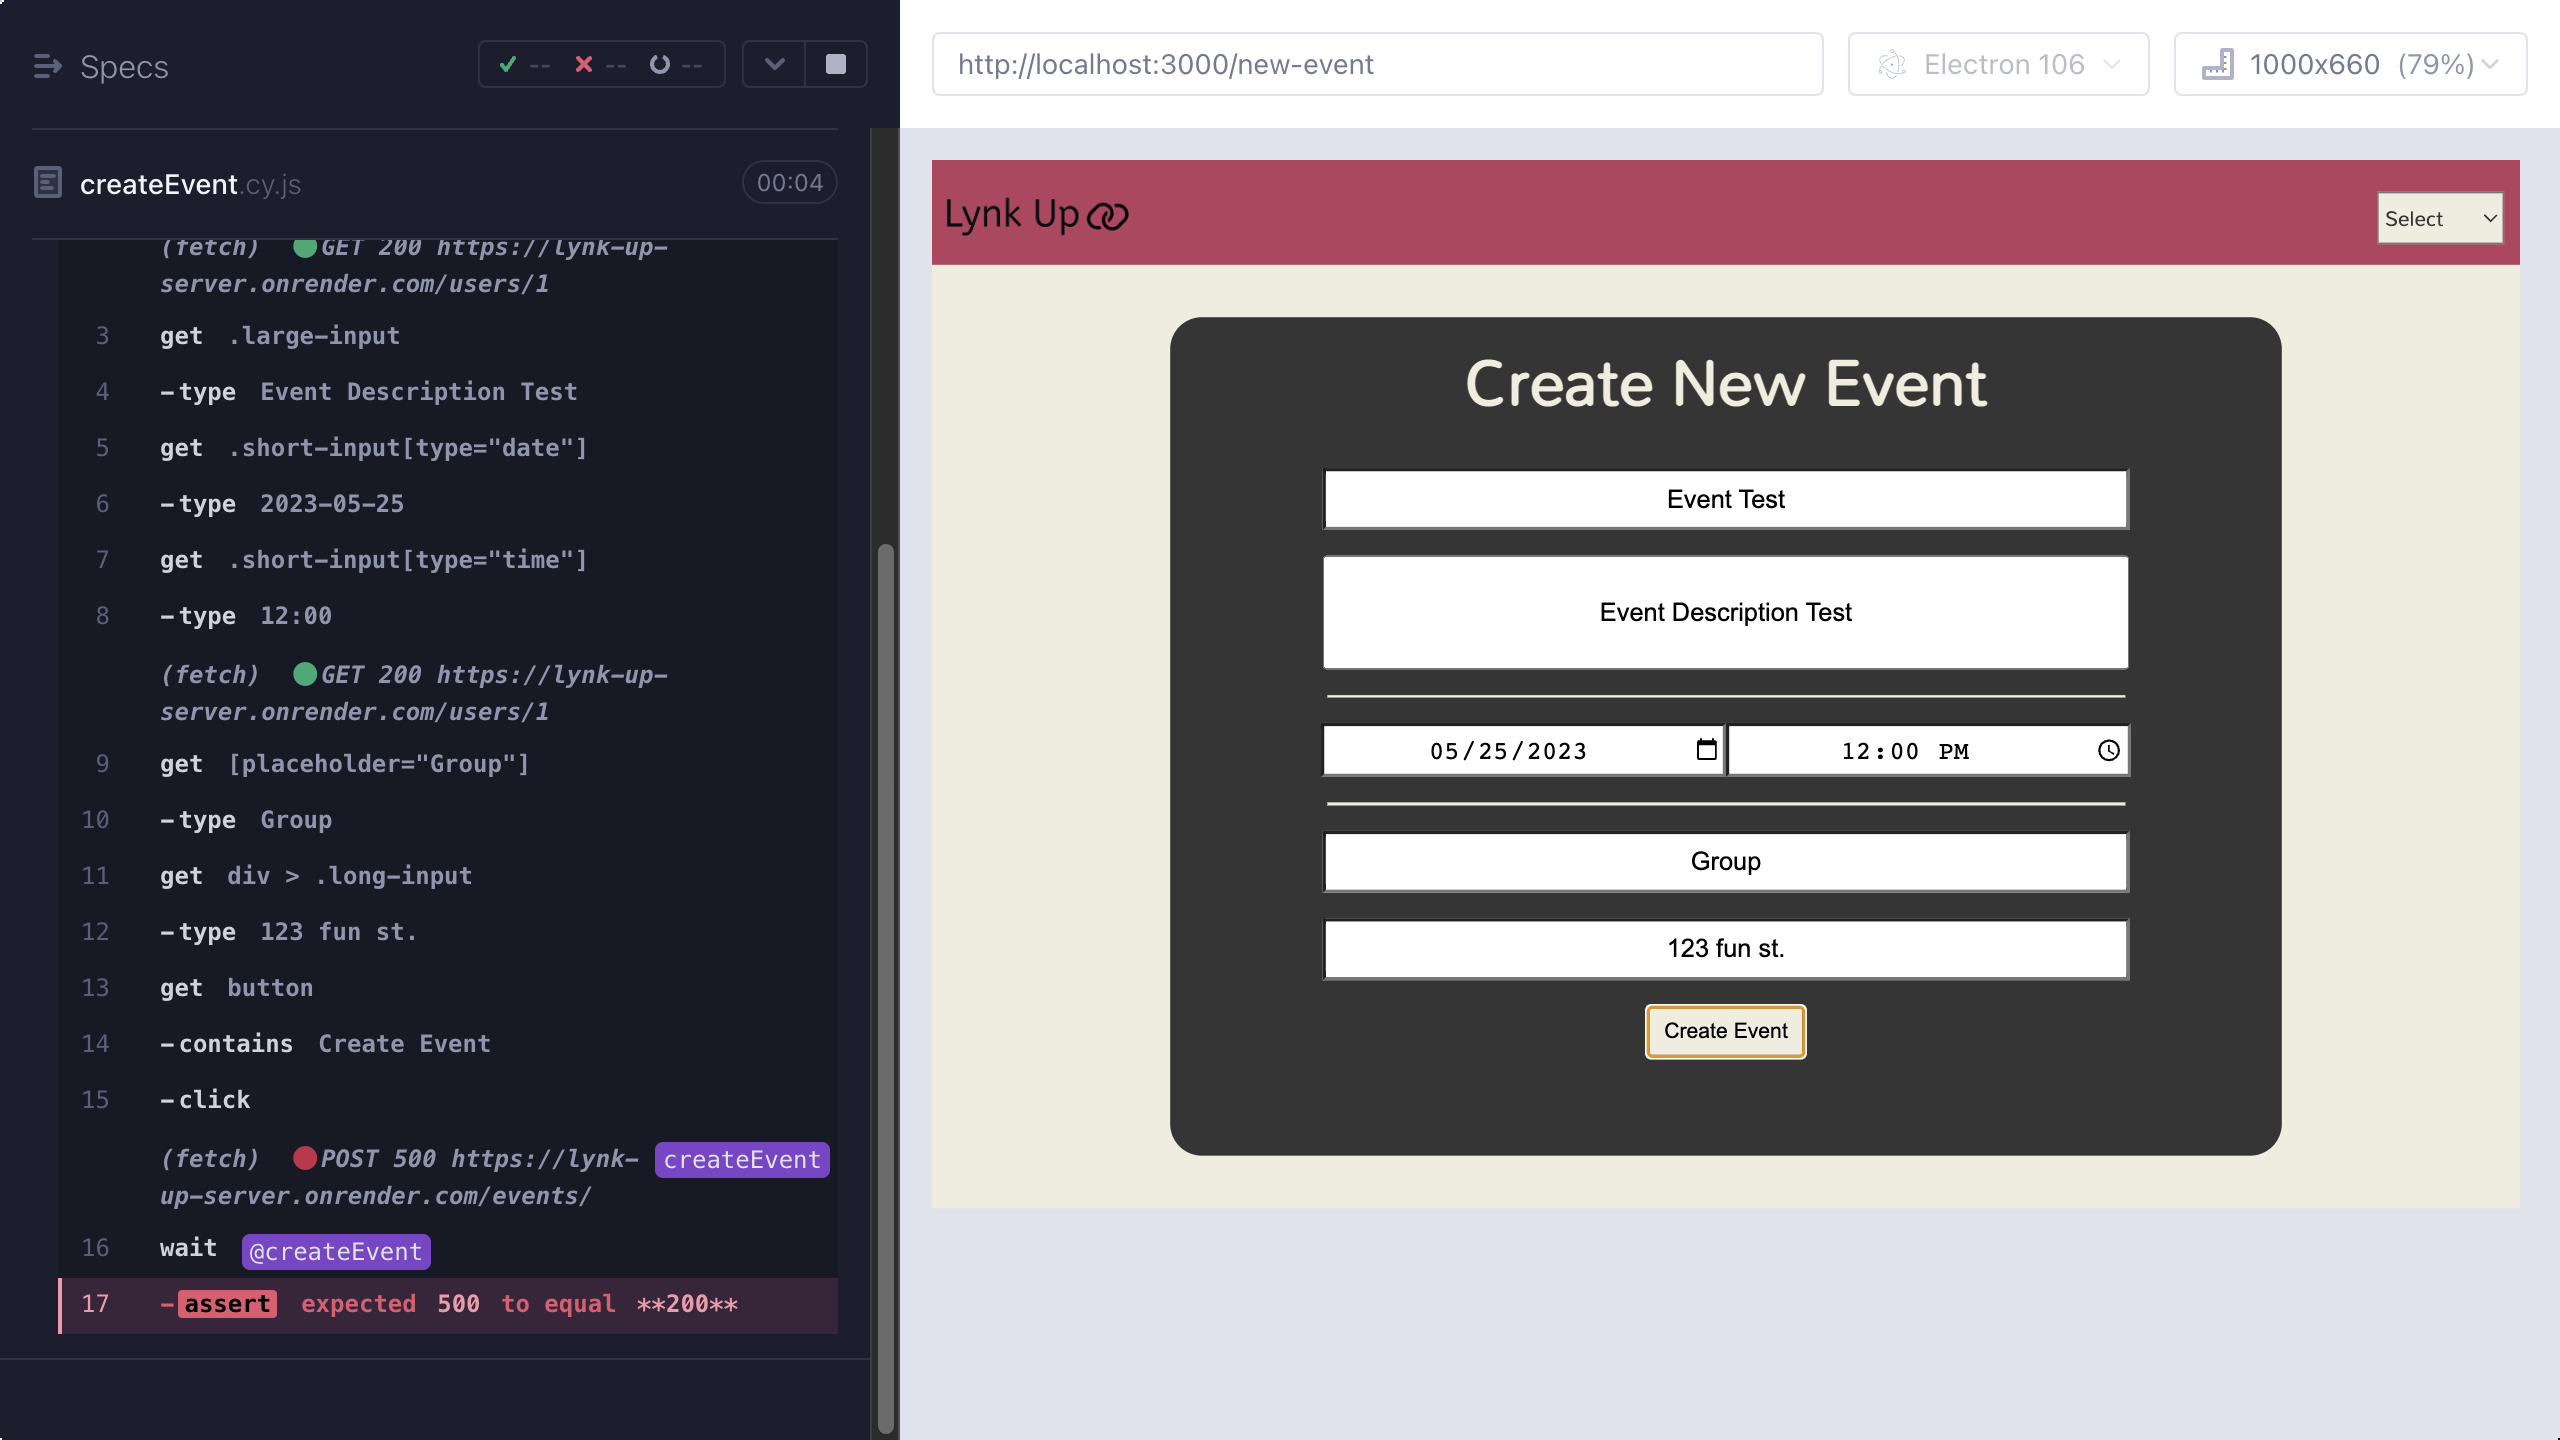 Specs
-- -- --
createEvent.cy.js 00:04
(fetch) GET 200 https://lynk-up-
server.onrender.com/users/1
3 get .large-input
4 -type Event Description Test
5 get .short-input[type="date"]
6 -type 2023-05-25
7 get .short-input[type="time"]
8 -type 12:00
(fetch) GET 200 https://lynk-up-
server.onrender.com/users/1
9 get [placeholder="Group"]
10 -type Group
11 get div > .long-input
12 -type 123 fun st.
13 get button
14 -contains Create Event
15 -click
(fetch) POST 500 https://lynk- createEvent
up-server.onrender.com/events/
16 wait @createEvent
17 -assert expected 500 to equal **200**
http://localhost:3000/new-event
Electron 106
1000x660 (79%)
Lynk Up
Select
Create New Event
Event Test
Event Description Test
05/25/2023
12:00 PM
Group
123 fun st.
Create Event